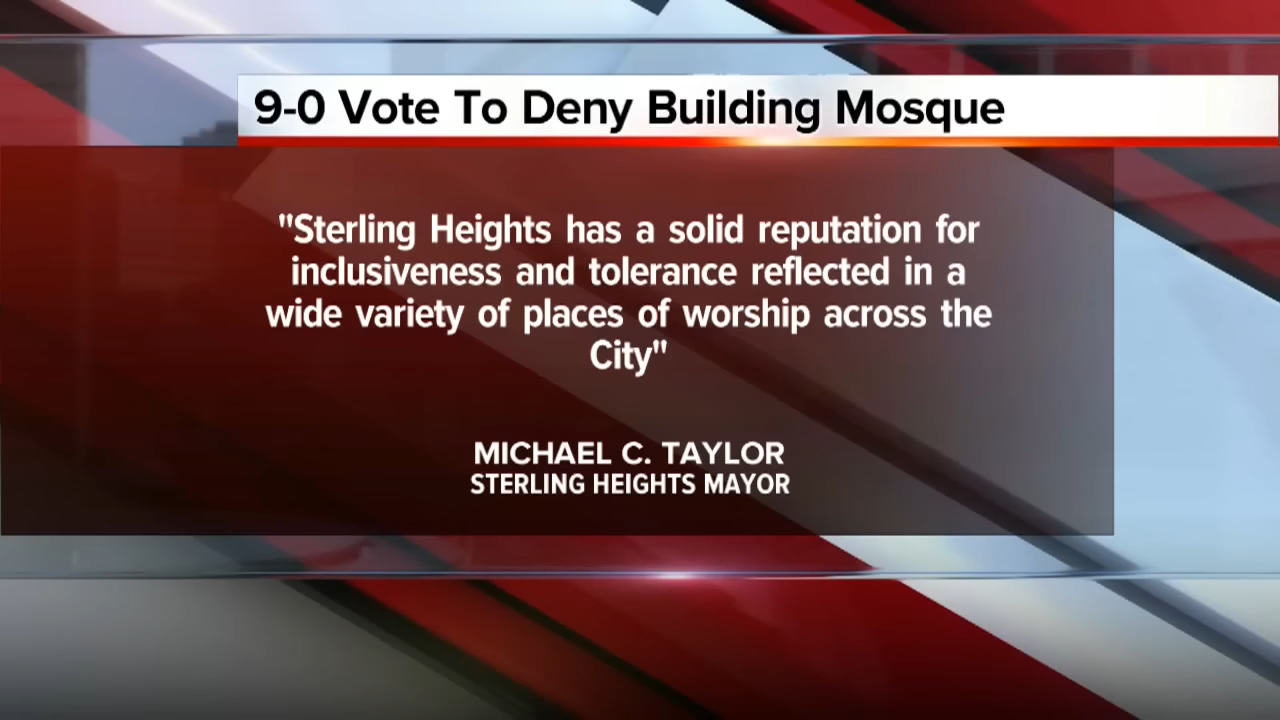 9-0 Vote To Deny Building Mosque
"Sterling Heights has a solid reputation for
inclusiveness and tolerance reflected in a
wide variety of places of worship across the
City"
MICHAEL C. TAYLOR
STERLING HEIGHTS MAYOR